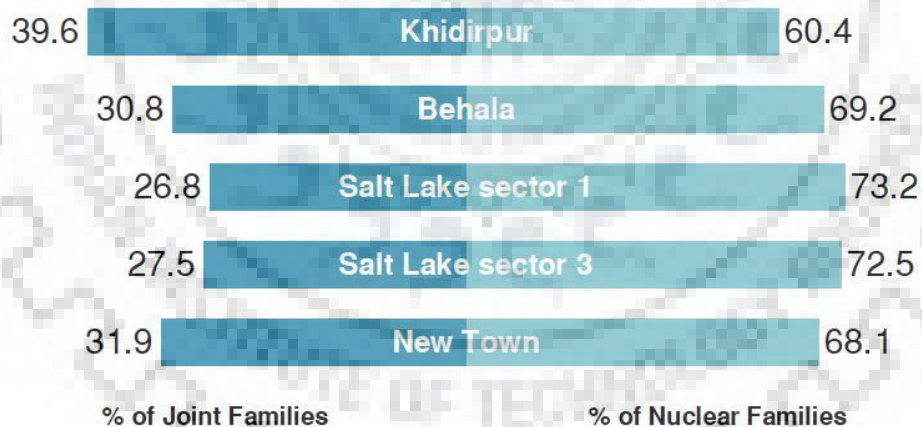 39.6 Khidirpur 60.4
30.8 Behala 69.2
26.8 Salt Lake sector 1 73.2
27.5 Salt Lake sector 3 72.5
31.9 New Town 68.1
OF TECH
% of Joint Families % of Nuclear Families